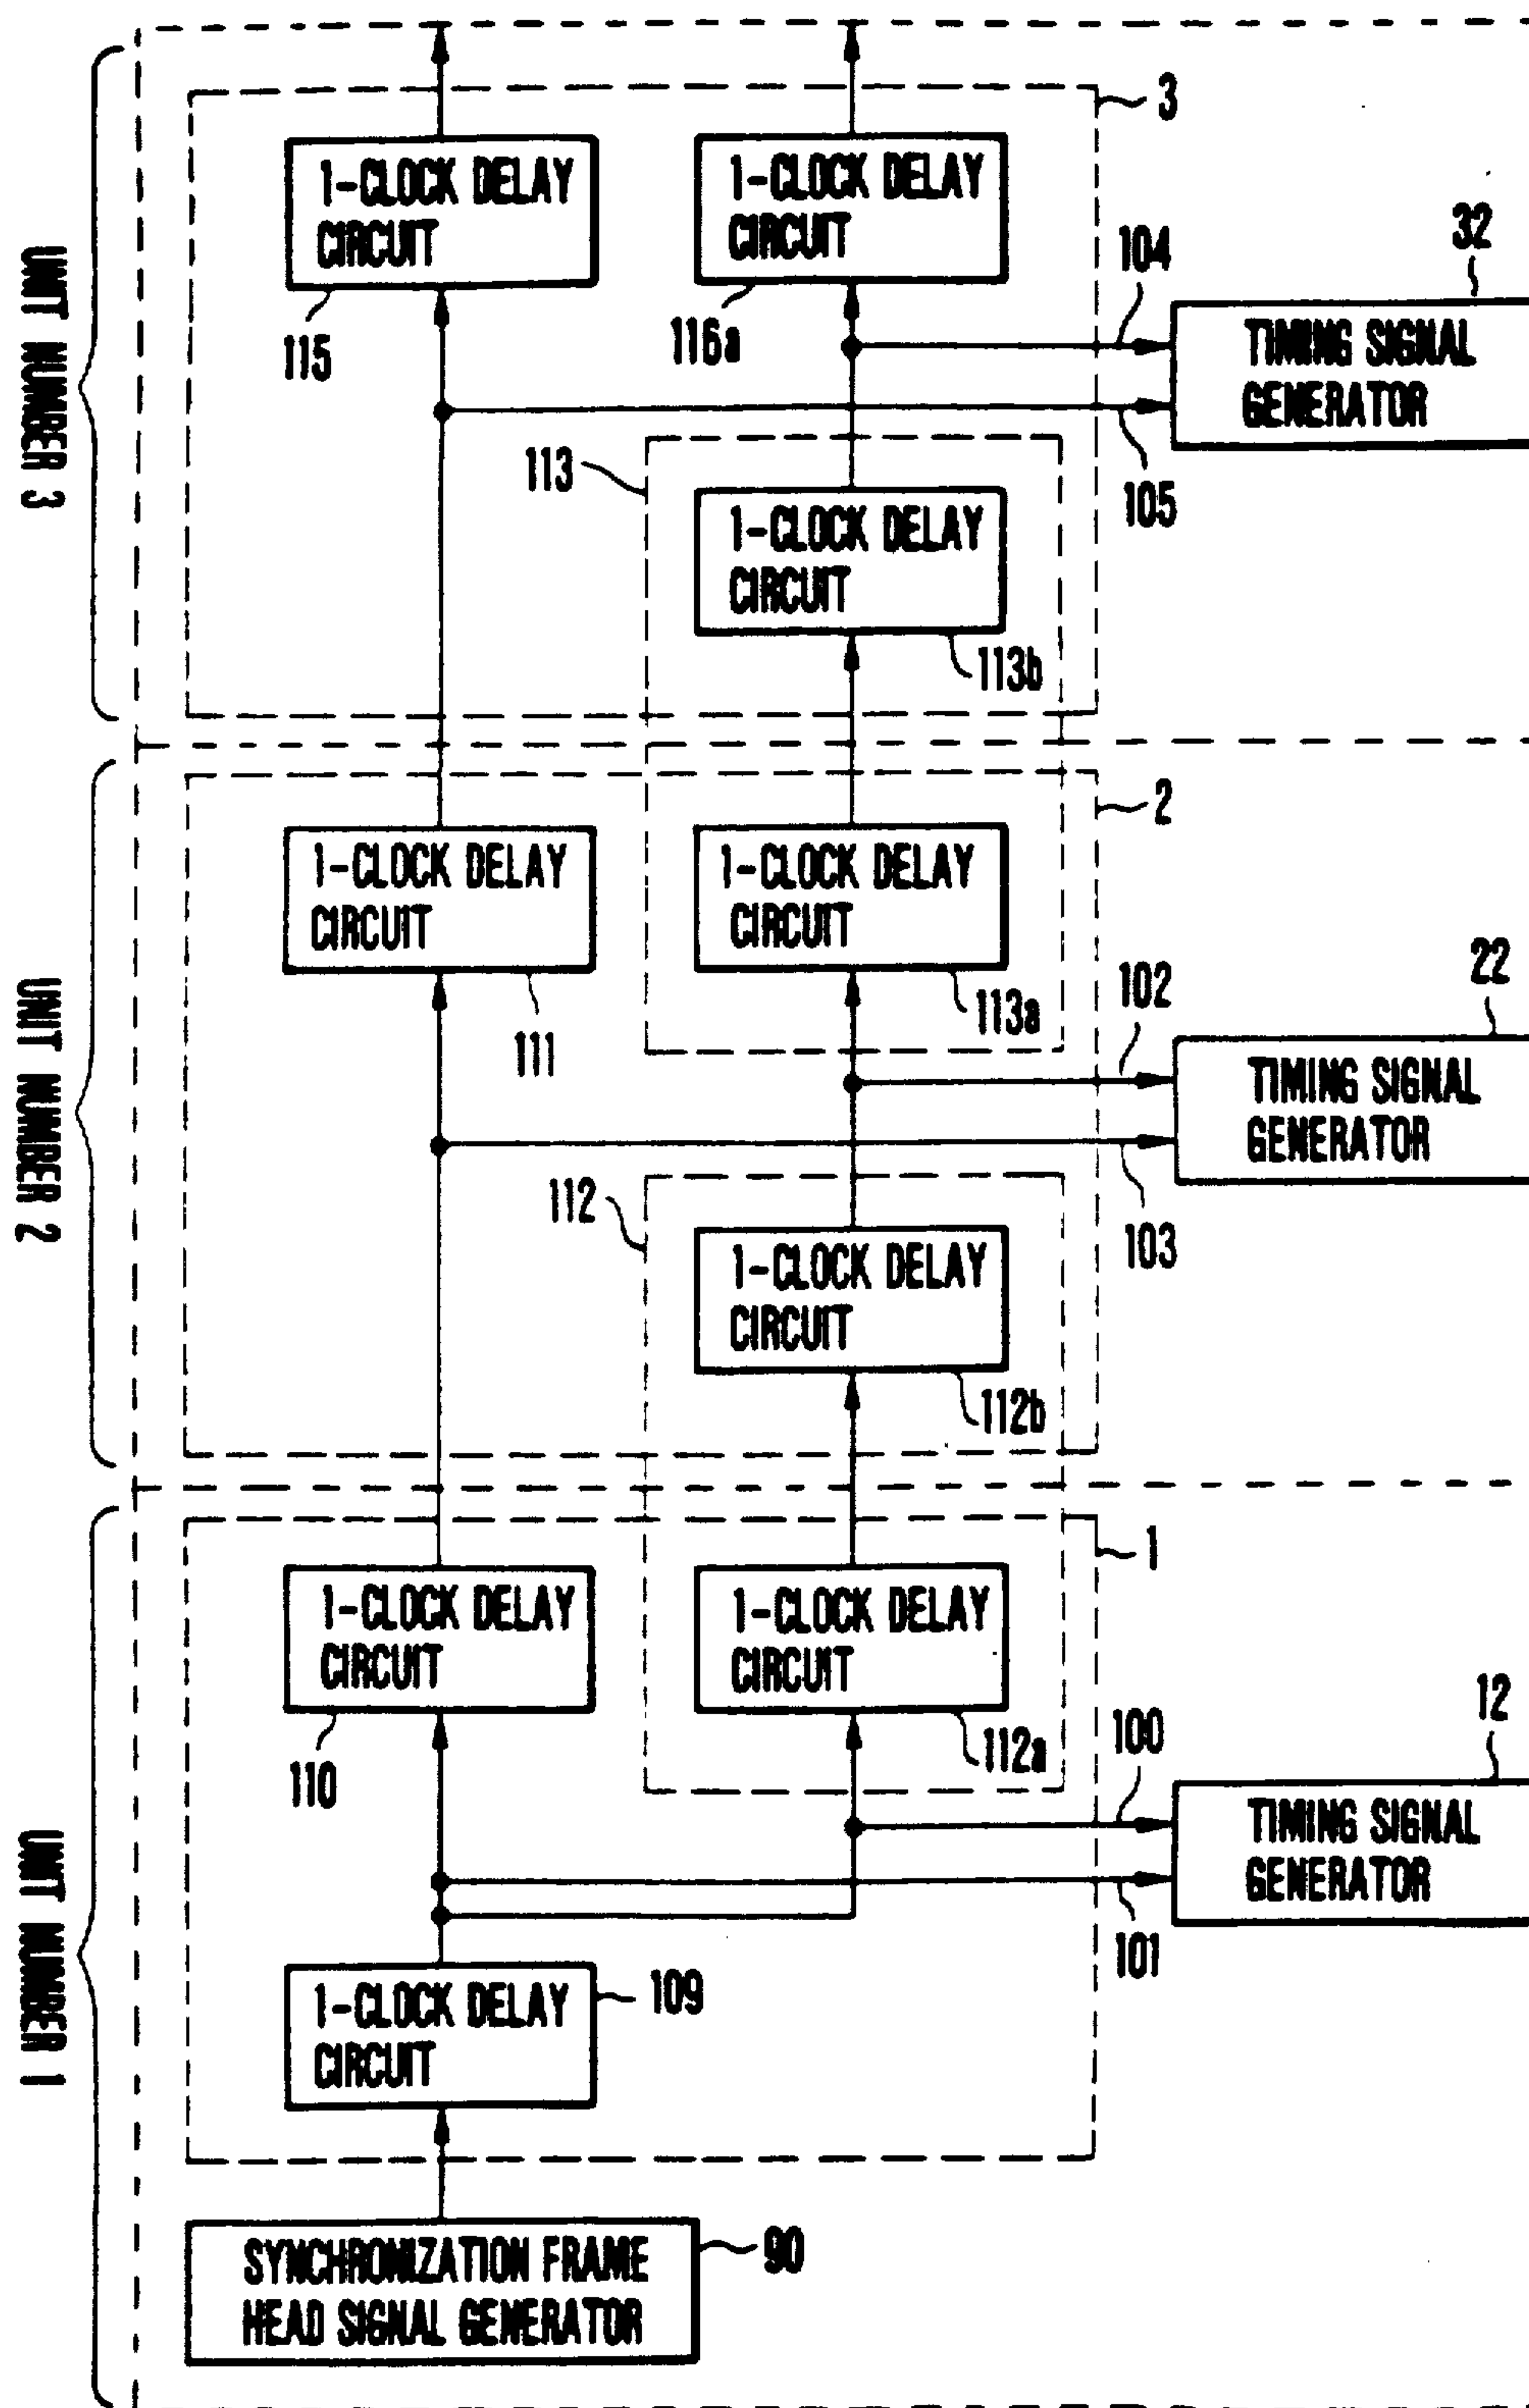 3
1-CLOCK DELAY
CIRCUIT
115
1-CLOCK DELAY
CIRCUIT
116a
104
32
TIMING SIGNAL
GENERATOR
105
113
1-CLOCK DELAY
CIRCUIT
113b
UNIT NUMBER 3
2
1-CLOCK DELAY
CIRCUIT
111
1-CLOCK DELAY
CIRCUIT
113a
102
22
TIMING SIGNAL
GENERATOR
103
112
1-CLOCK DELAY
CIRCUIT
112b
UNIT NUMBER 2
1
1-CLOCK DELAY
CIRCUIT
110
1-CLOCK DELAY
CIRCUIT
112a
100
12
TIMING SIGNAL
GENERATOR
101
1-CLOCK DELAY
CIRCUIT
109
UNIT NUMBER 1
SYNCHRONIZATION FRAME
HEAD SIGNAL GENERATOR
90